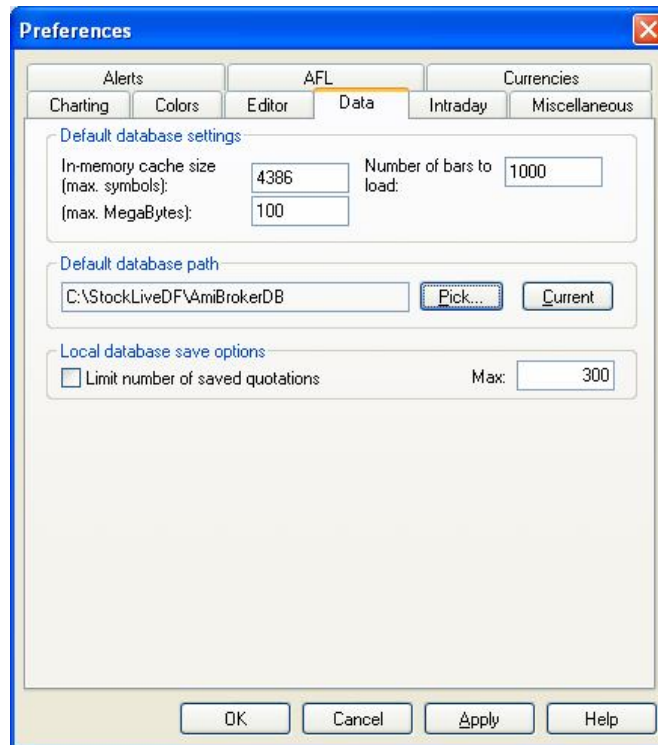 Preferences
Alerts AFL Currencies
Charting Colors Editor Data Intraday Miscellaneous
Default database settings
In-memory cache size
(max. symbols): 4386 Number of bars to
load: 1000
(max. MegaBytes): 100
Default database path
C:\StockLiveDF\AmiBrokerDB Pick... Current
Local database save options
Limit number of saved quotations Max: 300
OK Cancel Apply Help